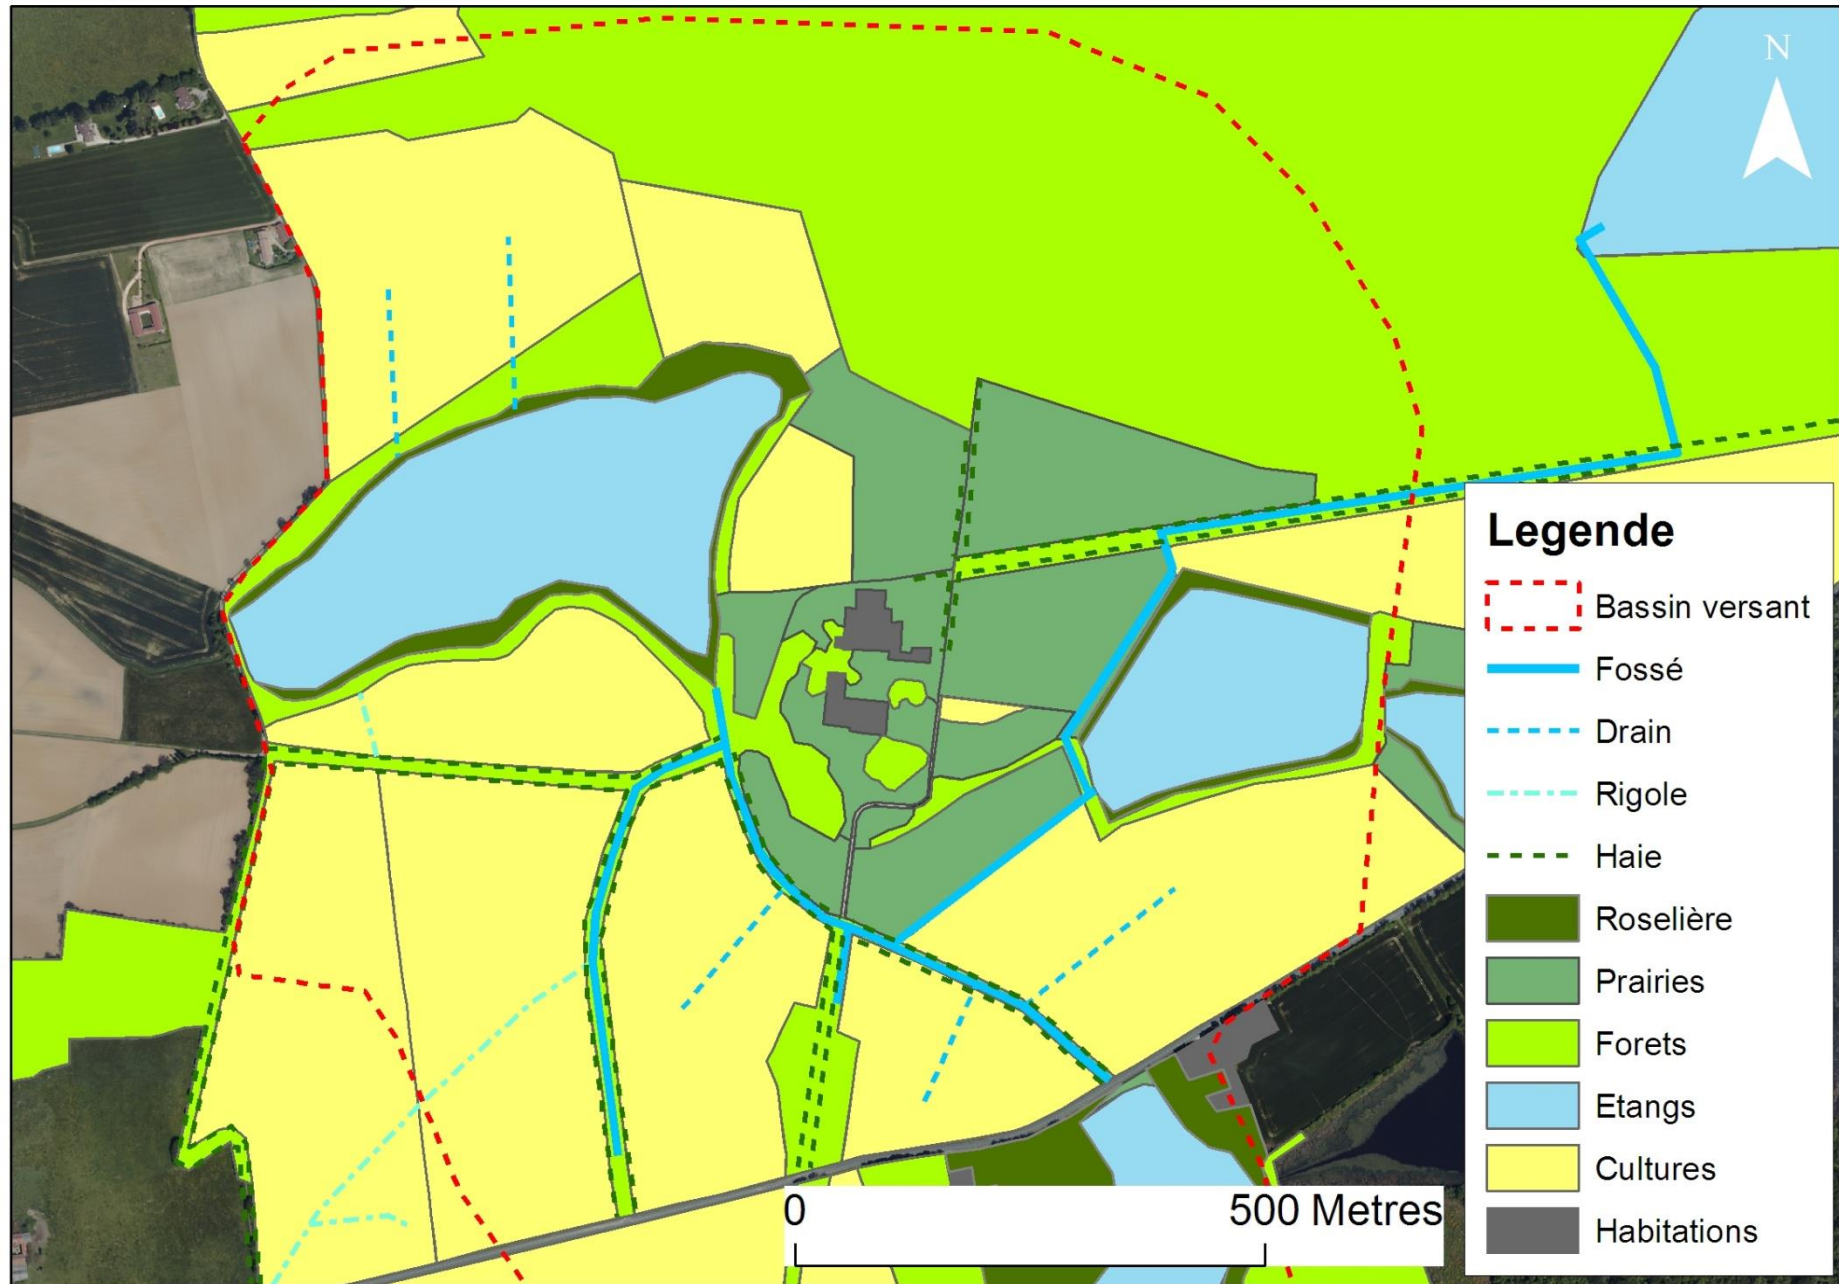 N
Legende
Bassin versant
Fossé
Drain
Rigole
Haie
Roselière
Prairies
Forets
Etangs
Cultures
Habitations
0 500 Metres